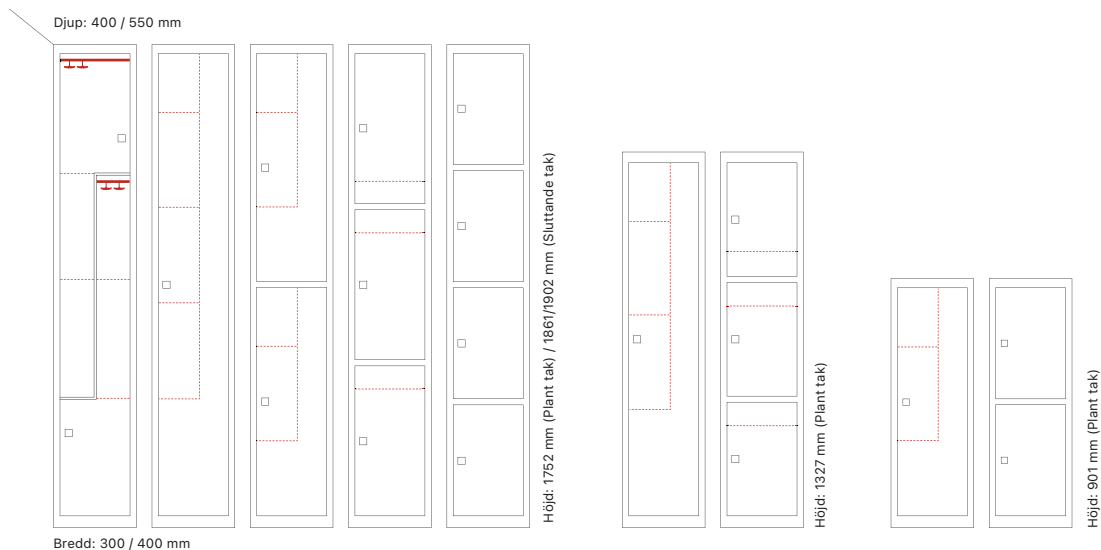 Djup: 400 / 550 mm
Höjd: 1752 mm (Plant tak) / 1861/1902 mm (Sluttande tak)
Höjd: 1327 mm (Plant tak)
Höjd: 901 mm (Plant tak)
Bredd: 300 / 400 mm